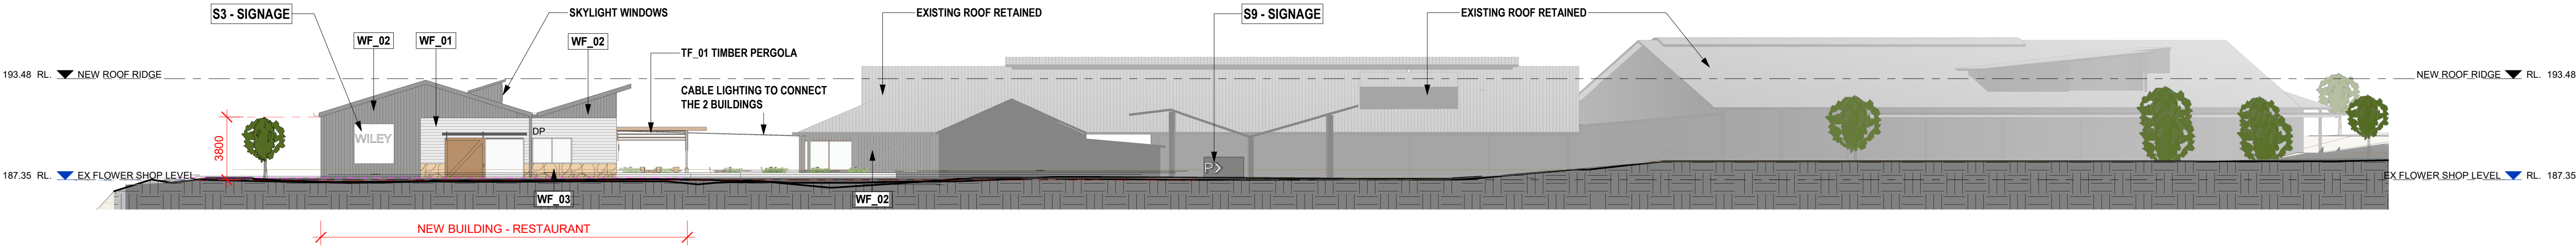 S3 - SIGNAGE
SKYLIGHT WINDOWS
EXISTING ROOF RETAINED
S9 - SIGNAGE
EXISTING ROOF RETAINED
WF_02
WF_01
WF_02
TF_01 TIMBER PERGOLA
193.48 RL. NEW ROOF RIDGE
NEW ROOF RIDGE RL. 193.48
CABLE LIGHTING TO CONNECT
THE 2 BUILDINGS
3800
WILEY
DP
P>
187.35 RL. EX FLOWER SHOP LEVEL
EX FLOWER SHOP LEVEL RL. 187.35
WF_03
WF_02
NEW BUILDING - RESTAURANT